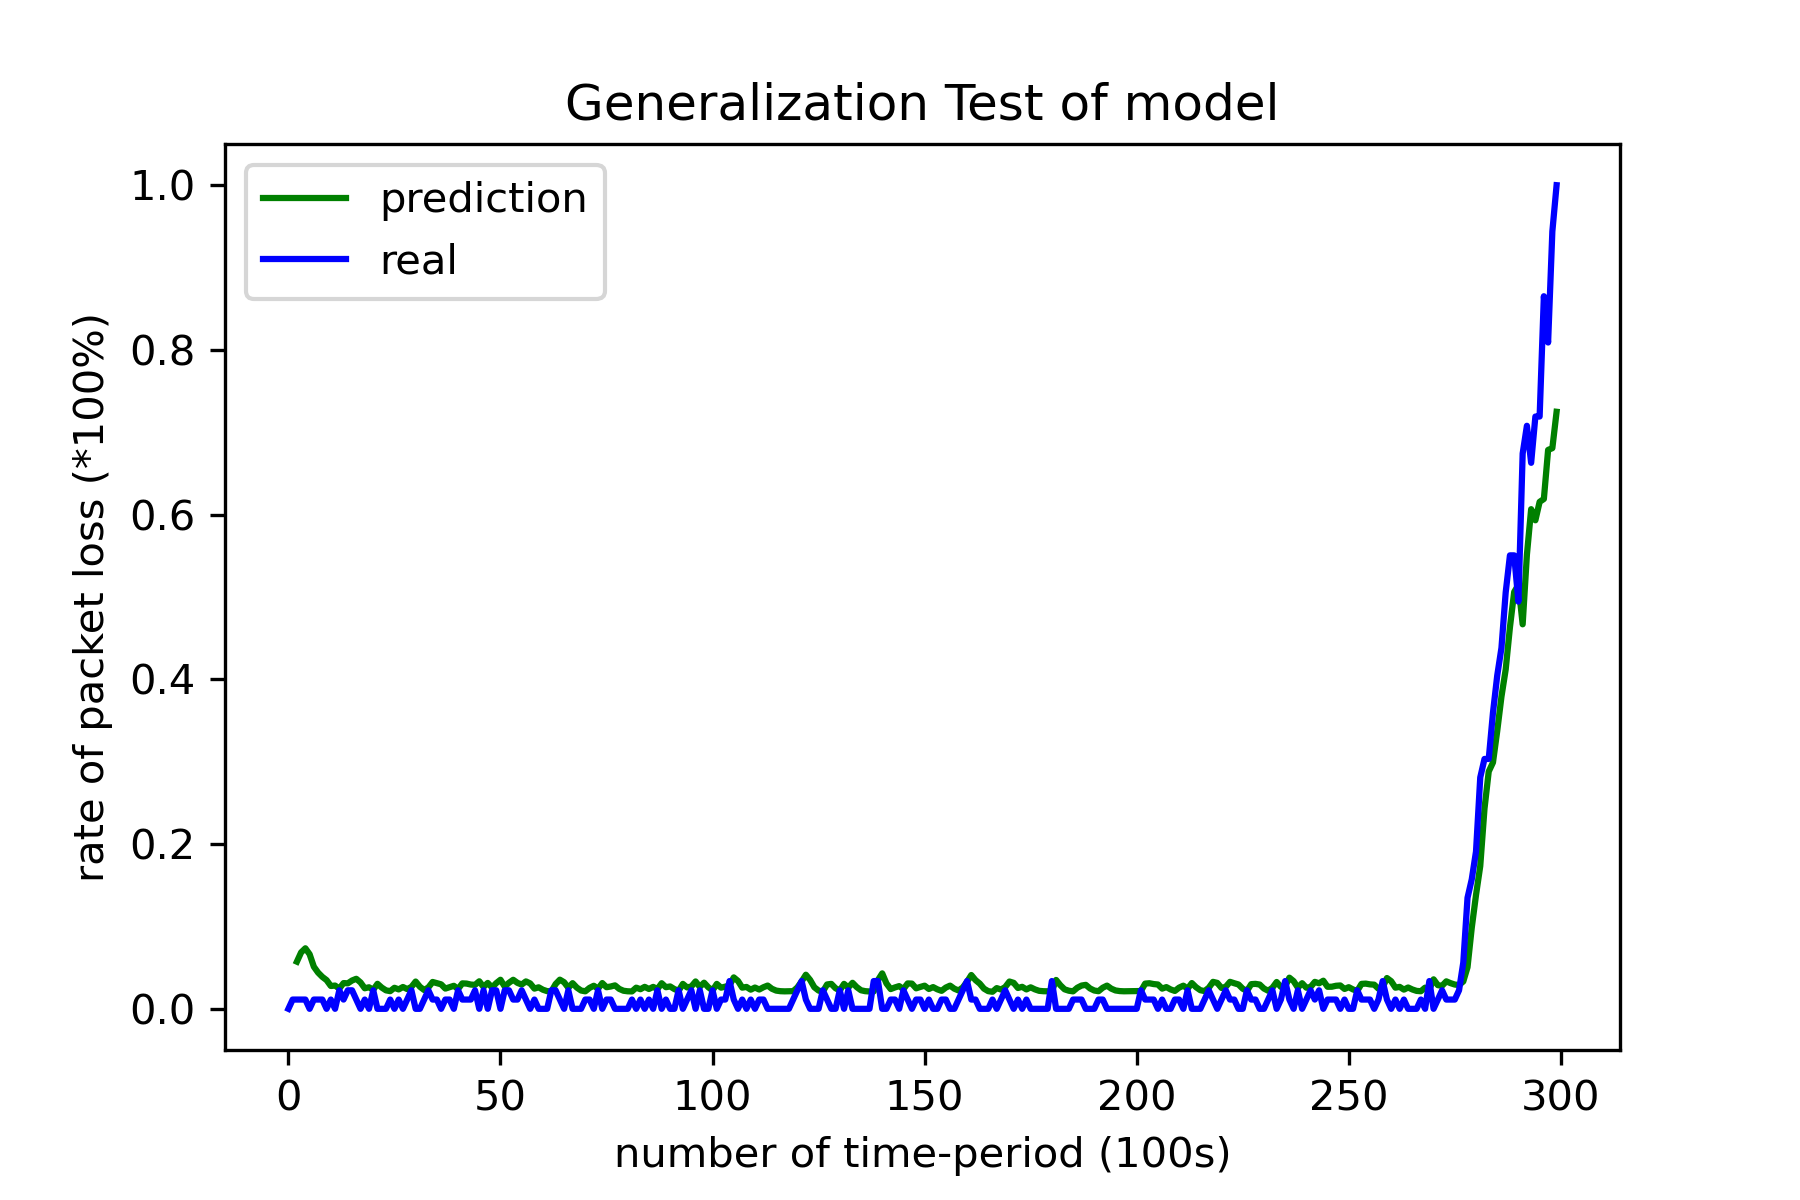 Generalization Test of model
prediction
real
rate of packet loss (*100%)
1.0
0.8
0.6
0.4
0.2
0.0
0 50 100 150 200 250 300
number of time-period (100s)